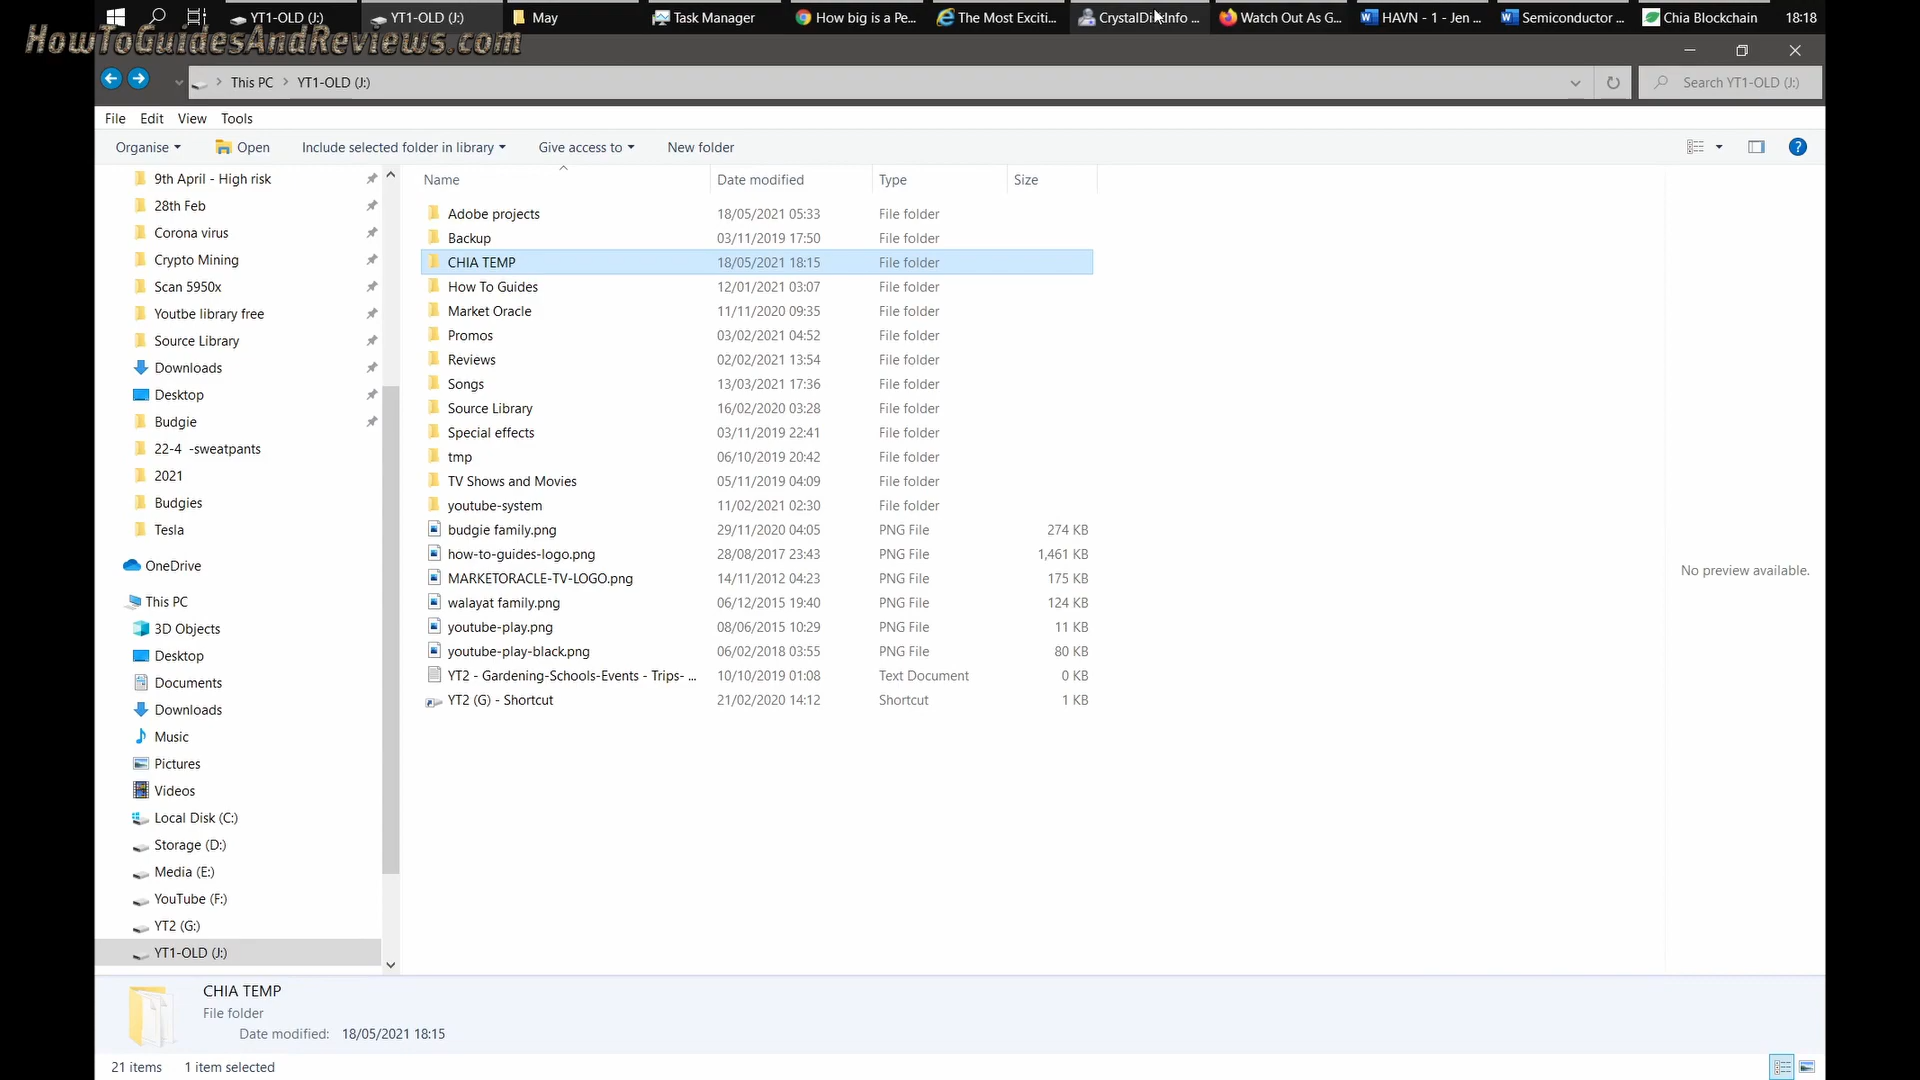 YT1-OLD (J:)
YT1-OLD (J:)
May
Task Manager
How big is a Pe...
The Most Exciti...
CrystalDiskInfo ...
Watch Out As G...
HAVN - 1 - Jen ...
Semiconductor ...
Chia Blockchain
18:18
HowToGuidesAndReviews.com
This PC > YT1-OLD (J:)
Search YT1-OLD (J:)
File Edit View Tools
Organise Open Include selected folder in library Give access to New folder
9th April - High risk
28th Feb
Corona virus
Crypto Mining
Scan 5950x
Youtbe library free
Source Library
Downloads
Desktop
Budgie
22-4 -sweatpants
2021
Budgies
Tesla
OneDrive
This PC
3D Objects
Desktop
Documents
Downloads
Music
Pictures
Videos
Local Disk (C:)
Storage (D:)
Media (E:)
YouTube (F:)
YT2 (G:)
YT1-OLD (J:)
Name Date modified Type Size
Adobe projects 18/05/2021 05:33 File folder
Backup 03/11/2019 17:50 File folder
CHIA TEMP 18/05/2021 18:15 File folder
How To Guides 12/01/2021 03:07 File folder
Market Oracle 11/11/2020 09:35 File folder
Promos 03/02/2021 04:52 File folder
Reviews 02/02/2021 13:54 File folder
Songs 13/03/2021 17:36 File folder
Source Library 16/02/2020 03:28 File folder
Special effects 03/11/2019 22:41 File folder
tmp 06/10/2019 20:42 File folder
TV Shows and Movies 05/11/2019 04:09 File folder
youtube-system 11/02/2021 02:30 File folder
budgie family.png 29/11/2020 04:05 PNG File 274 KB
how-to-guides-logo.png 28/08/2017 23:43 PNG File 1,461 KB
MARKETORACLE-TV-LOGO.png 14/11/2012 04:23 PNG File 175 KB
walayat family.png 06/12/2015 19:40 PNG File 124 KB
youtube-play.png 08/06/2015 10:29 PNG File 11 KB
youtube-play-black.png 06/02/2018 03:55 PNG File 80 KB
YT2 - Gardening-Schools-Events - Trips- ... 10/10/2019 01:08 Text Document 0 KB
YT2 (G) - Shortcut 21/02/2020 14:12 Shortcut 1 KB
No preview available.
CHIA TEMP
File folder
Date modified: 18/05/2021 18:15
21 items 1 item selected